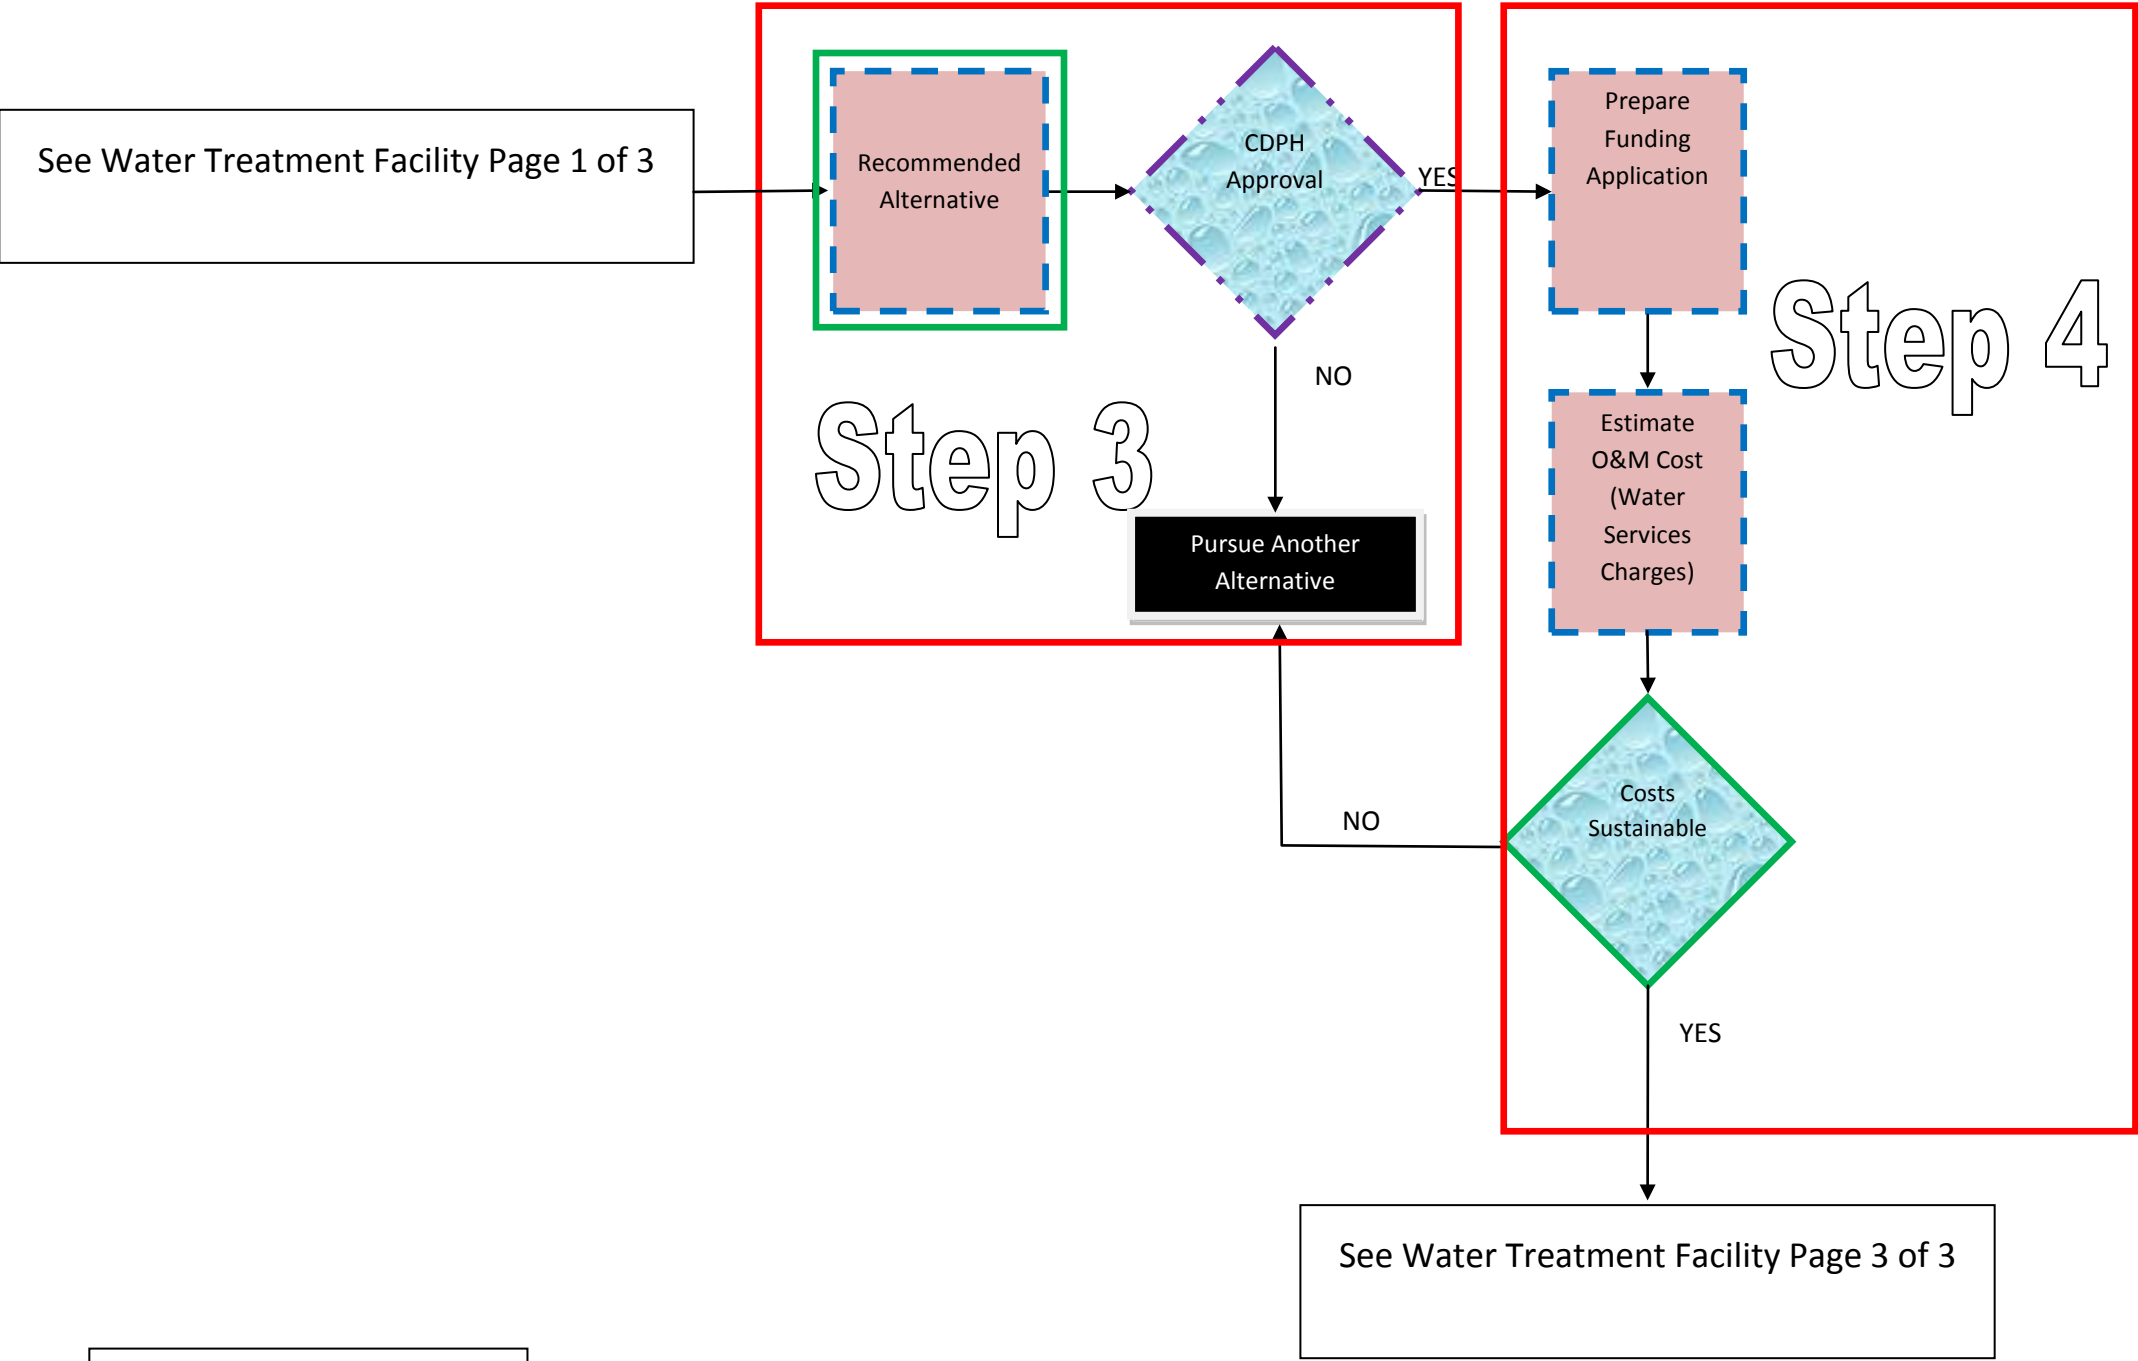 See Water Treatment Facility Page 1 of 3
Recommended
Alternative
CDPH
Approval
YES
NO
Step 3
Pursue Another
Alternative
Prepare
Funding
Application
Step 4
Estimate
O&M Cost
(Water
Services
Charges)
Costs
Sustainable
NO
YES
See Water Treatment Facility Page 3 of 3